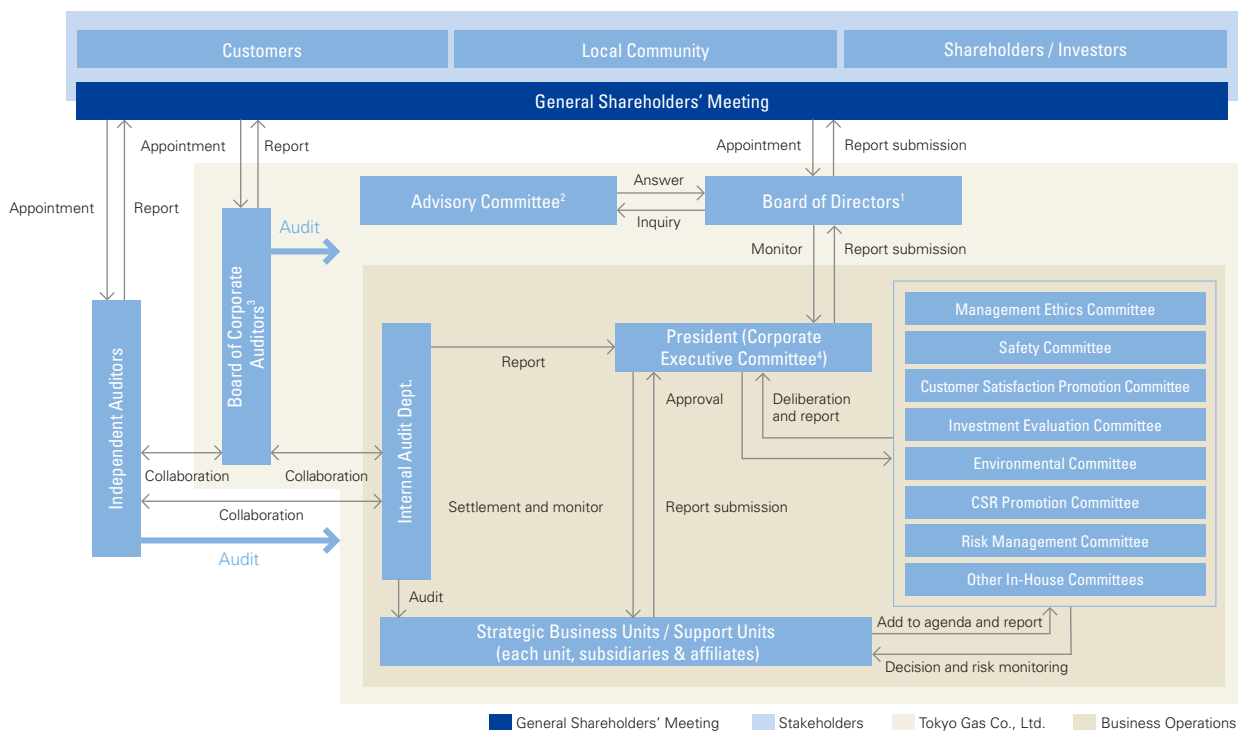 Customers
Local Community
Shareholders / Investors
General Shareholders' Meeting
Appointment
Report
Appointment
Report submission
Appointment
Report
Advisory Committee2
Answer
Inquiry
Board of Directors1
Audit
Monitor
Report submission
Board of Corporate
Auditors3
Independent Auditors
Internal Audit Dept.
Report
President (Corporate
Executive Committee4)
Approval
Deliberation
and report
Management Ethics Committee
Safety Committee
Customer Satisfaction Promotion Committee
Investment Evaluation Committee
Environmental Committee
CSR Promotion Committee
Risk Management Committee
Other In-House Committees
Collaboration
Collaboration
Collaboration
Audit
Settlement and monitor
Report submission
Audit
Strategic Business Units / Support Units
(each unit, subsidiaries & affiliates)
Add to agenda and report
Decision and risk monitoring
General Shareholders' Meeting
Stakeholders
Tokyo Gas Co., Ltd.
Business Operations